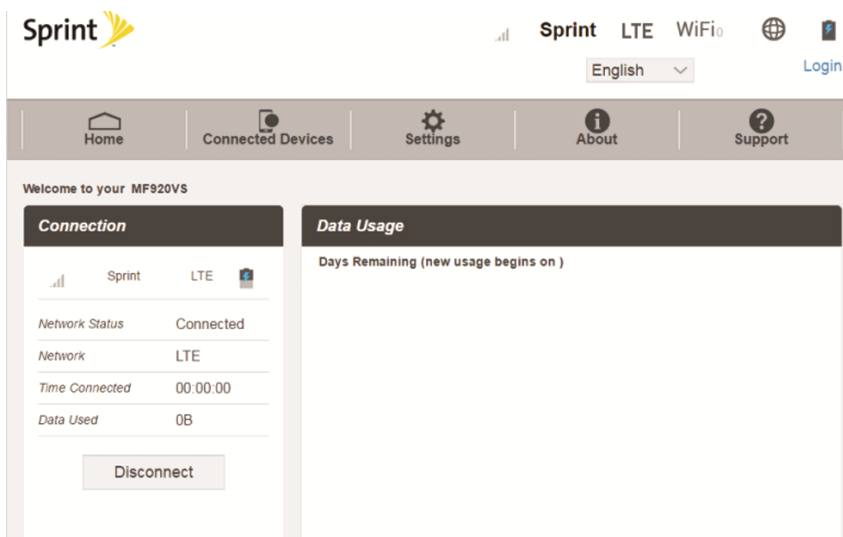 Sprint
Sprint LTE WiFi0
English
Login
Home
Connected Devices
Settings
About
Support
Welcome to your MF920VS
Connection
Sprint LTE
Network Status Connected
Network LTE
Time Connected 00:00:00
Data Used 0B
Disconnect
Data Usage
Days Remaining (new usage begins on )